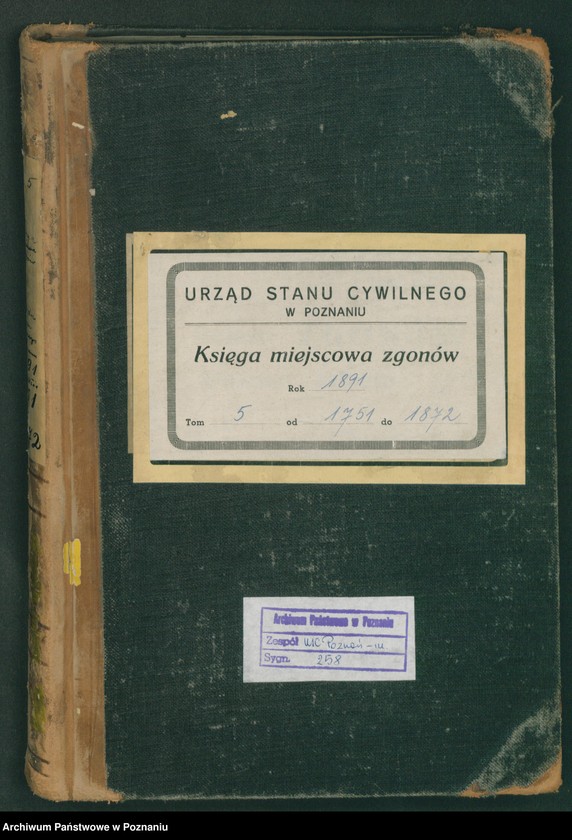 URZĄD STANU CYWILNEGO
W POZNANIU
Księga miejscowa zgonów
Rok 1891
Tom 5 od 1751 do 1872
Archiwum Państwowe w Poznaniu
Zespół USC Poznań - m
Sygn. 258
5
Archiwum Państwowe w Poznaniu